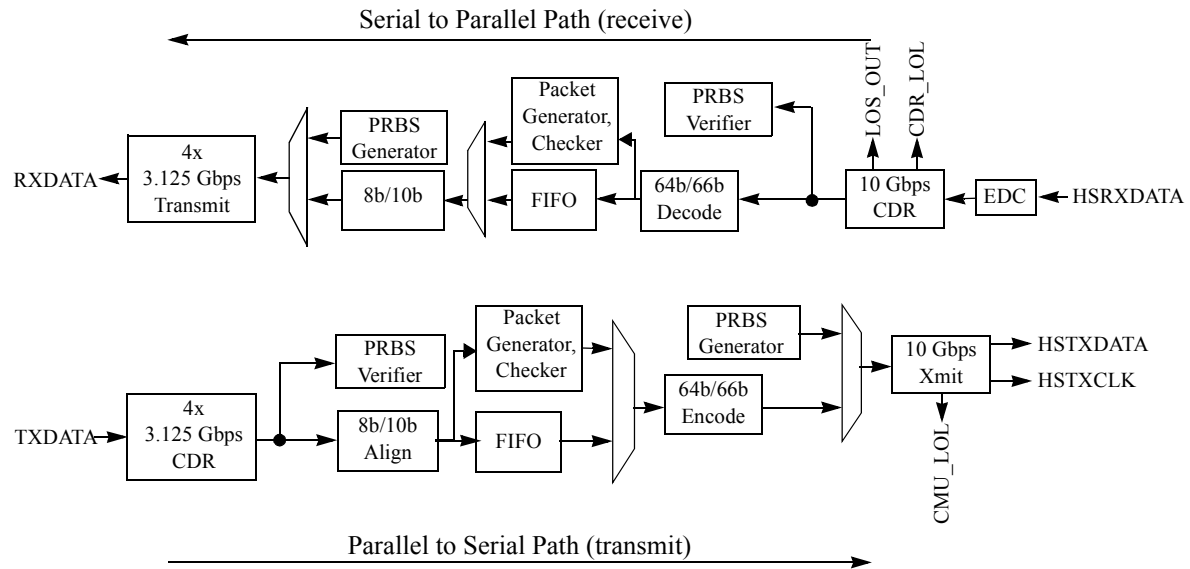 Serial to Parallel Path (receive)
LOS_OUT
CDR_LOL
RXDATA
4x
3.125 Gbps
Transmit
PRBS
Generator
8b/10b
Packet
Generator,
Checker
FIFO
PRBS
Verifier
64b/66b
Decode
10 Gbps
CDR
EDC
HSRXDATA
TXDATA
4x
3.125 Gbps
CDR
PRBS
Verifier
8b/10b
Align
Packet
Generator,
Checker
FIFO
PRBS
Generator
64b/66b
Encode
10 Gbps
Xmit
HSTXDATA
HSTXCLK
CMU_LOL
Parallel to Serial Path (transmit)